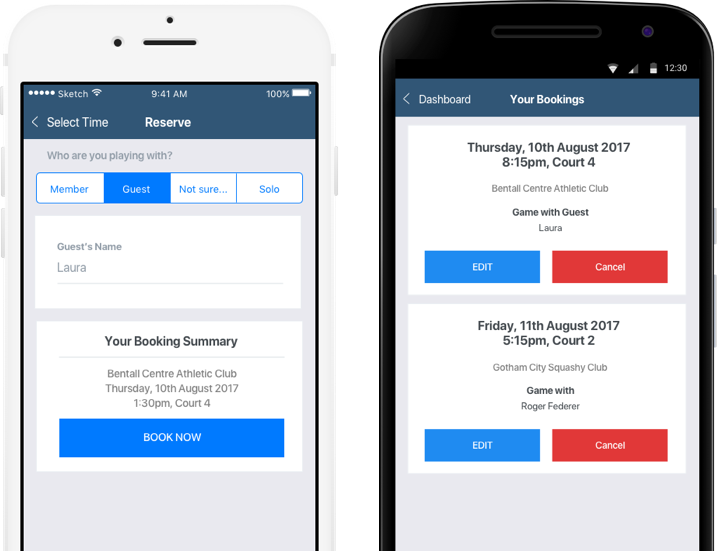 Sketch 9:41 AM 100%
Select Time Reserve
Who are you playing with?
Member Guest Not sure... Solo
Guest's Name
Laura
Your Booking Summary
Bentall Centre Athletic Club
Thursday, 10th August 2017
1:30pm, Court 4
BOOK NOW
12:30
Dashboard Your Bookings
Thursday, 10th August 2017
8:15pm, Court 4
Bentall Centre Athletic Club
Game with Guest
Laura
EDIT Cancel
Friday, 11th August 2017
5:15pm, Court 2
Gotham City Squashy Club
Game with
Roger Federer
EDIT Cancel